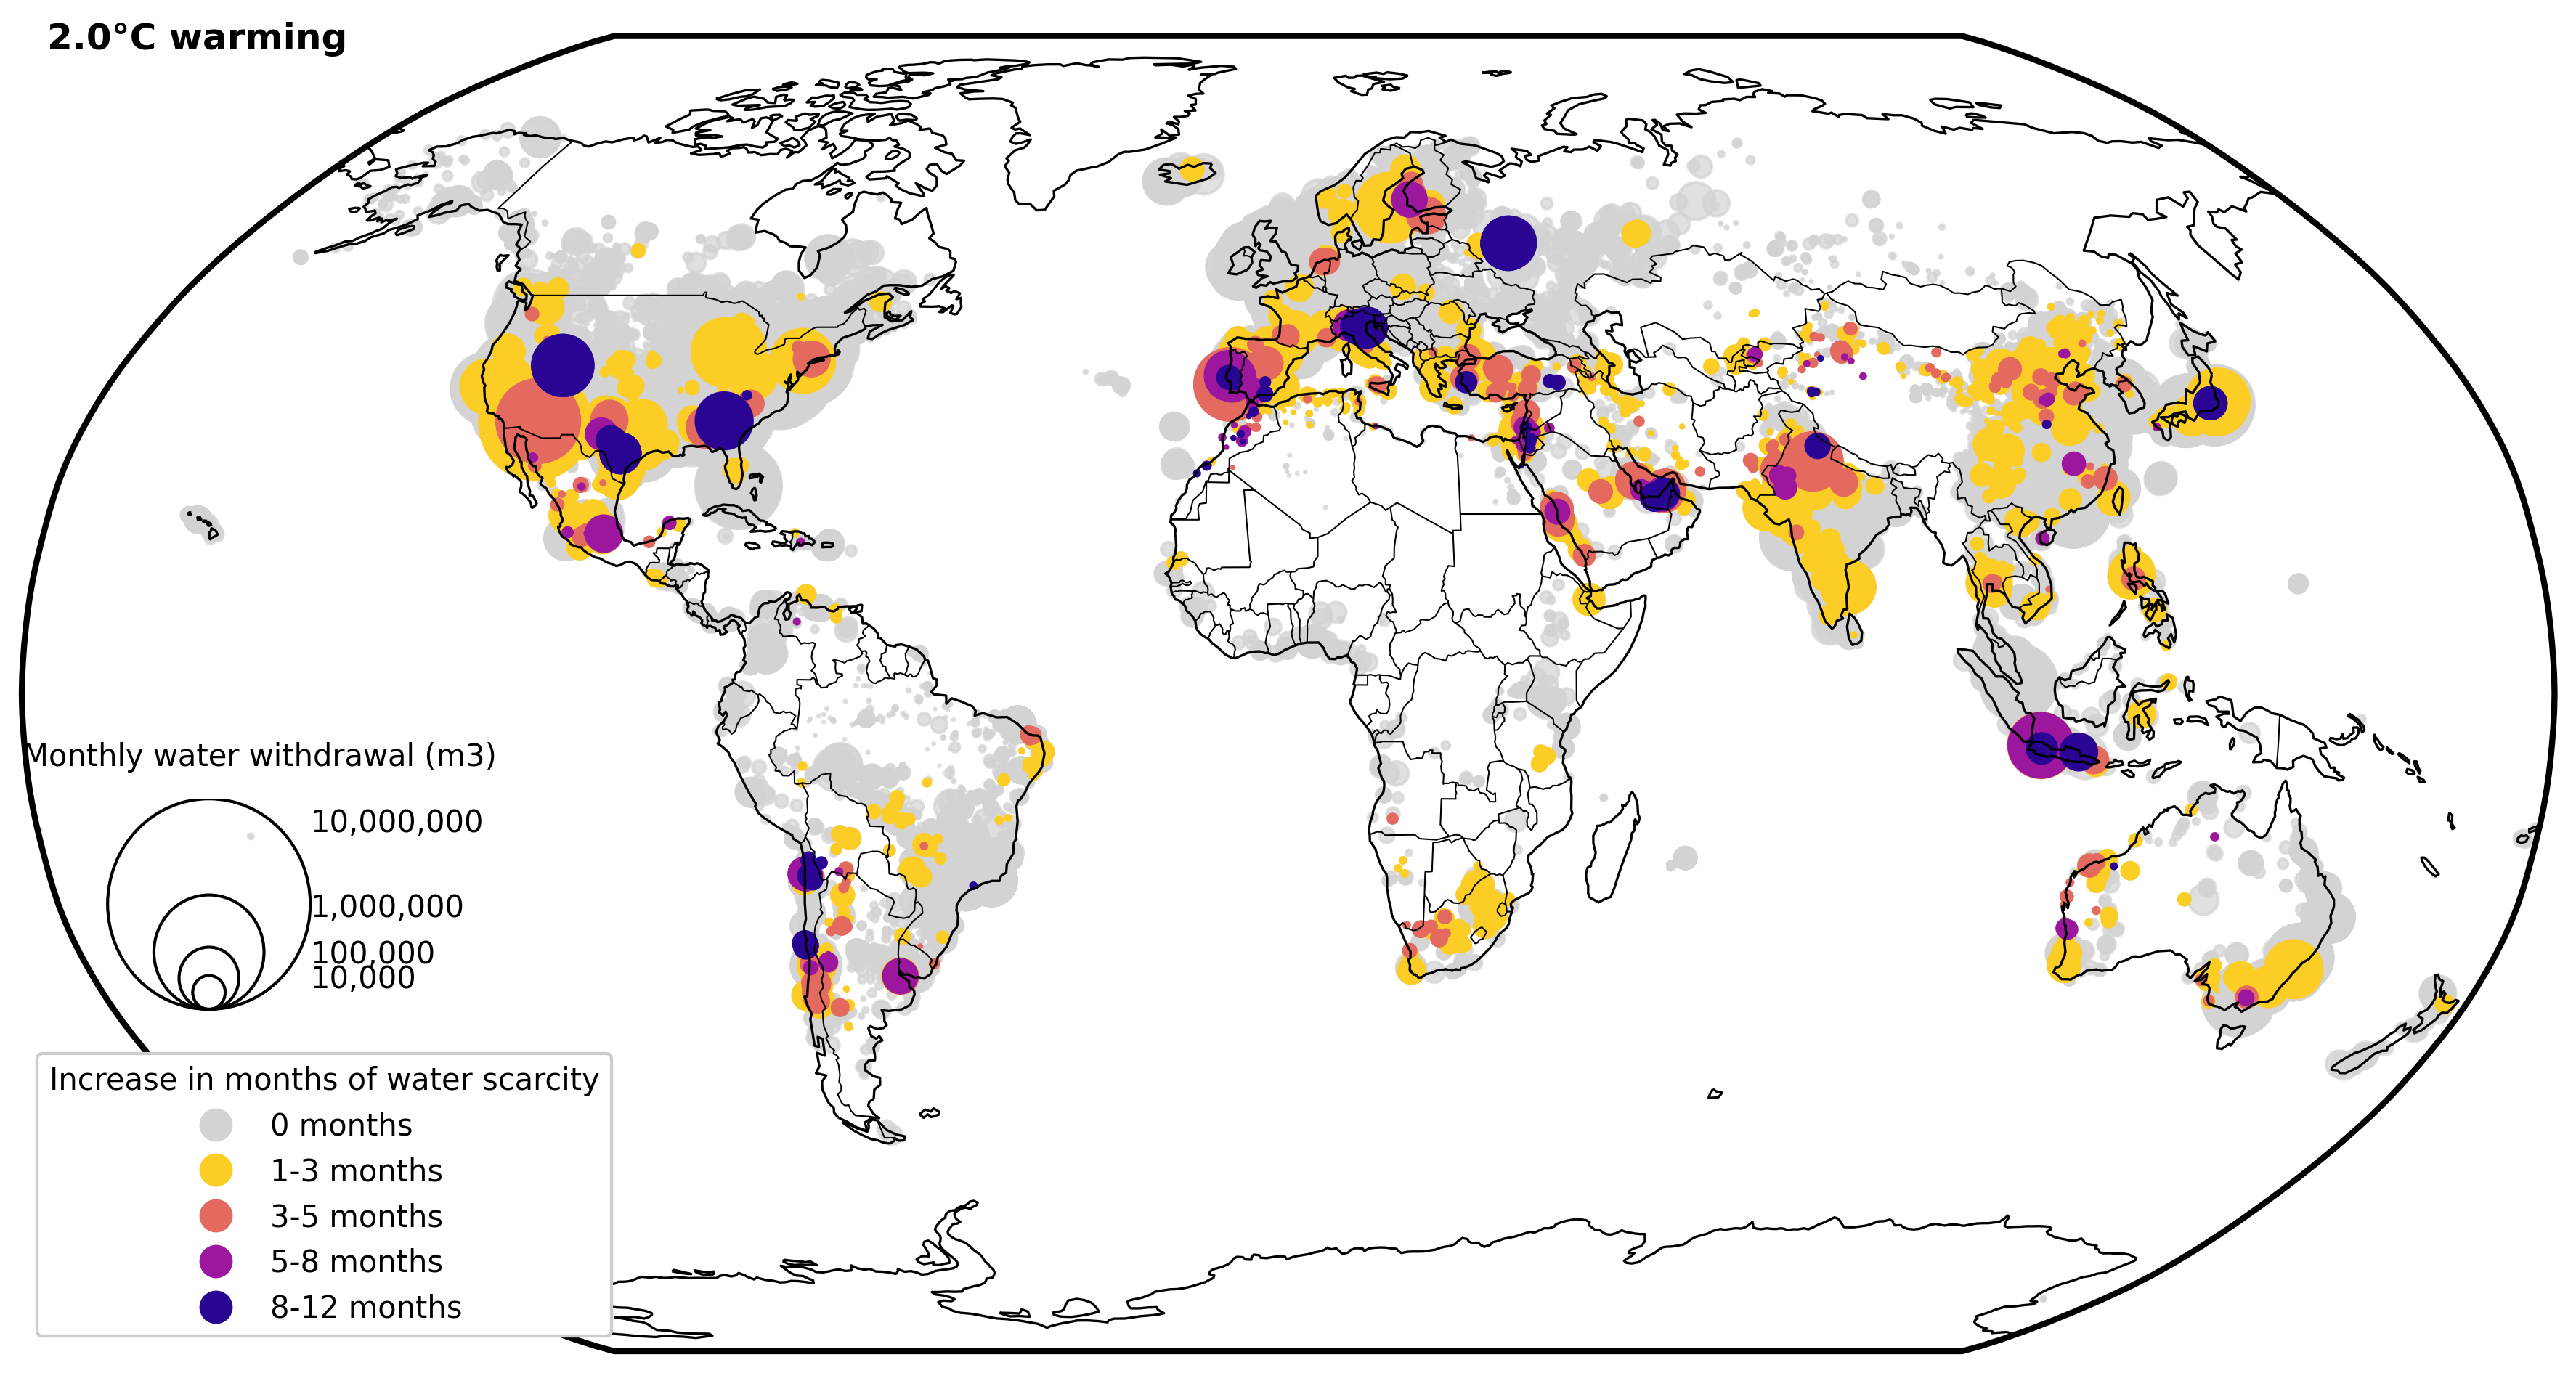 2.0°C warming
Monthly water withdrawal (m3)
10,000,000
1,000,000
100,000
10,000
Increase in months of water scarcity
0 months
1-3 months
3-5 months
5-8 months
8-12 months